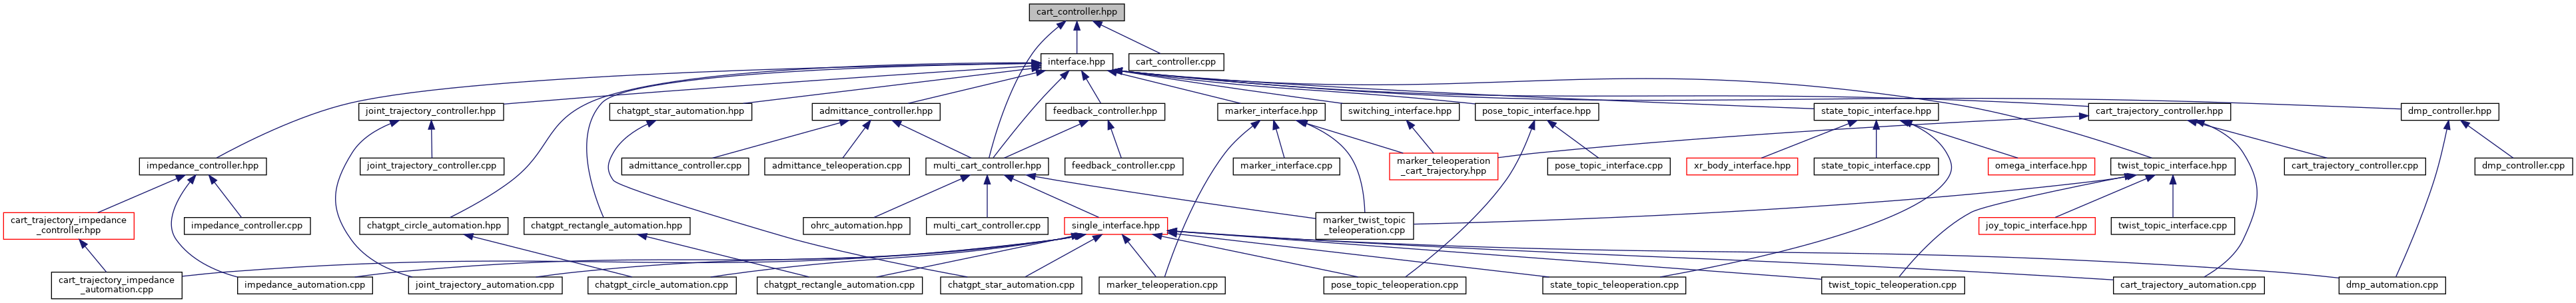 cart_controller.hpp
interface.hpp
cart_controller.cpp
joint_trajectory_controller.hpp
chatgpt_star_automation.hpp
admittance_controller.hpp
feedback_controller.hpp
marker_interface.hpp
switching_interface.hpp
pose_topic_interface.hpp
state_topic_interface.hpp
cart_trajectory_controller.hpp
dmp_controller.hpp
impedance_controller.hpp
joint_trajectory_controller.cpp
admittance_controller.cpp
admittance_teleoperation.cpp
multi_cart_controller.hpp
feedback_controller.cpp
marker_interface.cpp
marker_teleoperation
_cart_trajectory.hpp
pose_topic_interface.cpp
xr_body_interface.hpp
state_topic_interface.cpp
omega_interface.hpp
twist_topic_interface.hpp
cart_trajectory_controller.cpp
dmp_controller.cpp
cart_trajectory_impedance
_controller.hpp
impedance_controller.cpp
chatgpt_circle_automation.hpp
chatgpt_rectangle_automation.hpp
ohrc_automation.hpp
multi_cart_controller.cpp
single_interface.hpp
marker_twist_topic
_teleoperation.cpp
joy_topic_interface.hpp
twist_topic_interface.cpp
cart_trajectory_impedance
_automation.cpp
impedance_automation.cpp
joint_trajectory_automation.cpp
chatgpt_circle_automation.cpp
chatgpt_rectangle_automation.cpp
chatgpt_star_automation.cpp
marker_teleoperation.cpp
pose_topic_teleoperation.cpp
state_topic_teleoperation.cpp
twist_topic_teleoperation.cpp
cart_trajectory_automation.cpp
dmp_automation.cpp